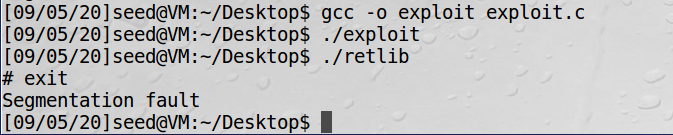 [09/05/20]seed@VM:~/Desktop$ gcc -o exploit exploit.c
[09/05/20]seed@VM:~/Desktop$ ./exploit
[09/05/20]seed@VM:~/Desktop$ ./retlib
# exit
Segmentation fault
[09/05/20]seed@VM:~/Desktop$